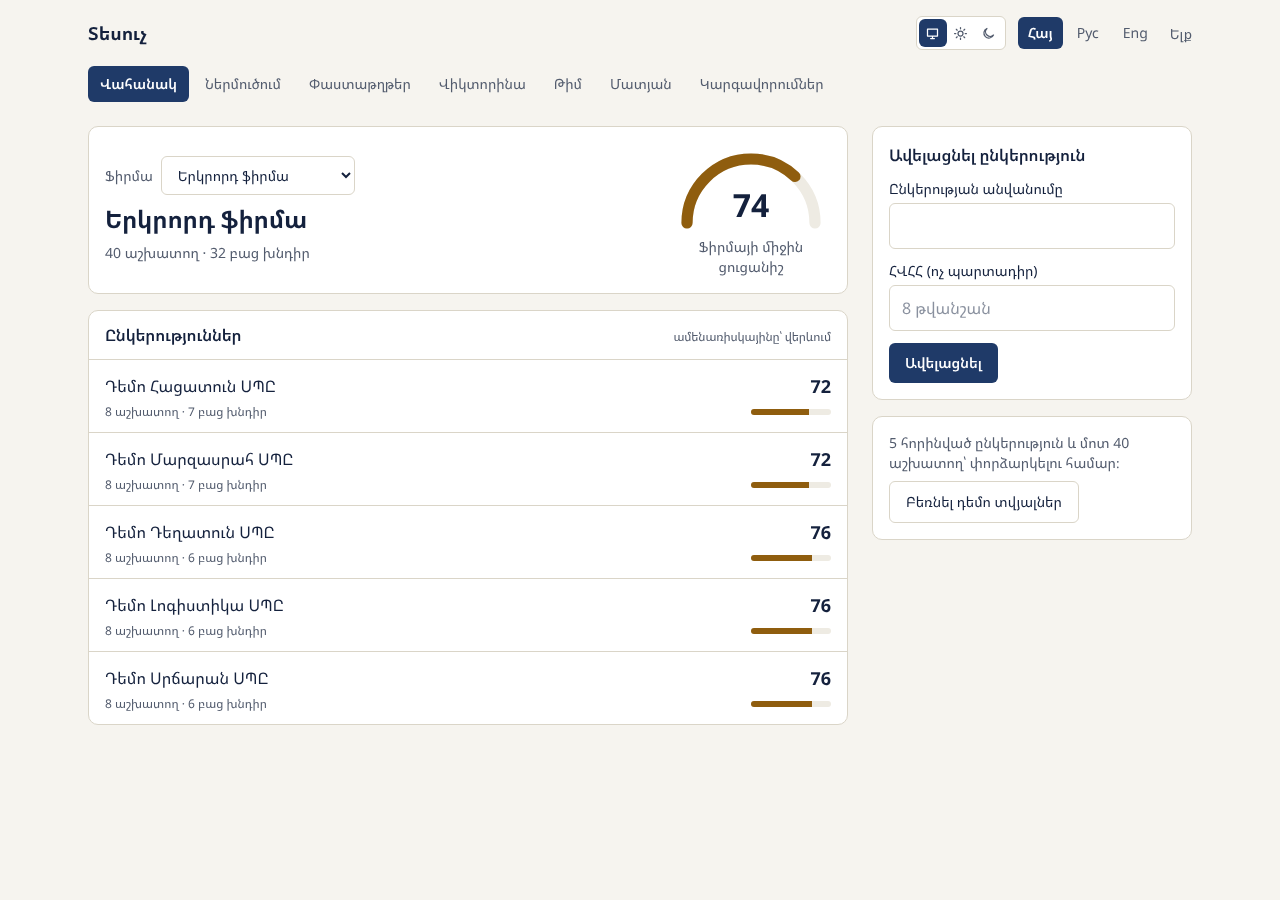 Տեսուչ
Հայ Рус Eng Ելք
Վահանակ Ներմուծում Փաստաթղթեր Վիկտորինա Թիմ Մատյան Կարգավորումներ
Ֆիրմա Երկրորդ ֆիրմա
Երկրորդ ֆիրմա
40 աշխատող · 32 բաց խնդիր
74
Ֆիրմայի միջին
ցուցանիշ
Ընկերություններ
ամենառիսկայինը՝ վերևում
Դեմո Հացատուն ՍՊԸ
72
8 աշխատող · 7 բաց խնդիր
Դեմո Մարզասրահ ՍՊԸ
72
8 աշխատող · 7 բաց խնդիր
Դեմո Դեղատուն ՍՊԸ
76
8 աշխատող · 6 բաց խնդիր
Դեմո Լոգիստիկա ՍՊԸ
76
8 աշխատող · 6 բաց խնդիր
Դեմո Սրճարան ՍՊԸ
76
8 աշխատող · 6 բաց խնդիր
Ավելացնել ընկերություն
Ընկերության անվանումը
ՀՎՀՀ (ոչ պարտադիր)
8 թվանշան
Ավելացնել
5 հորինված ընկերություն և մոտ 40
աշխատող՝ փորձարկելու համար։
Բեռնել դեմո տվյալներ